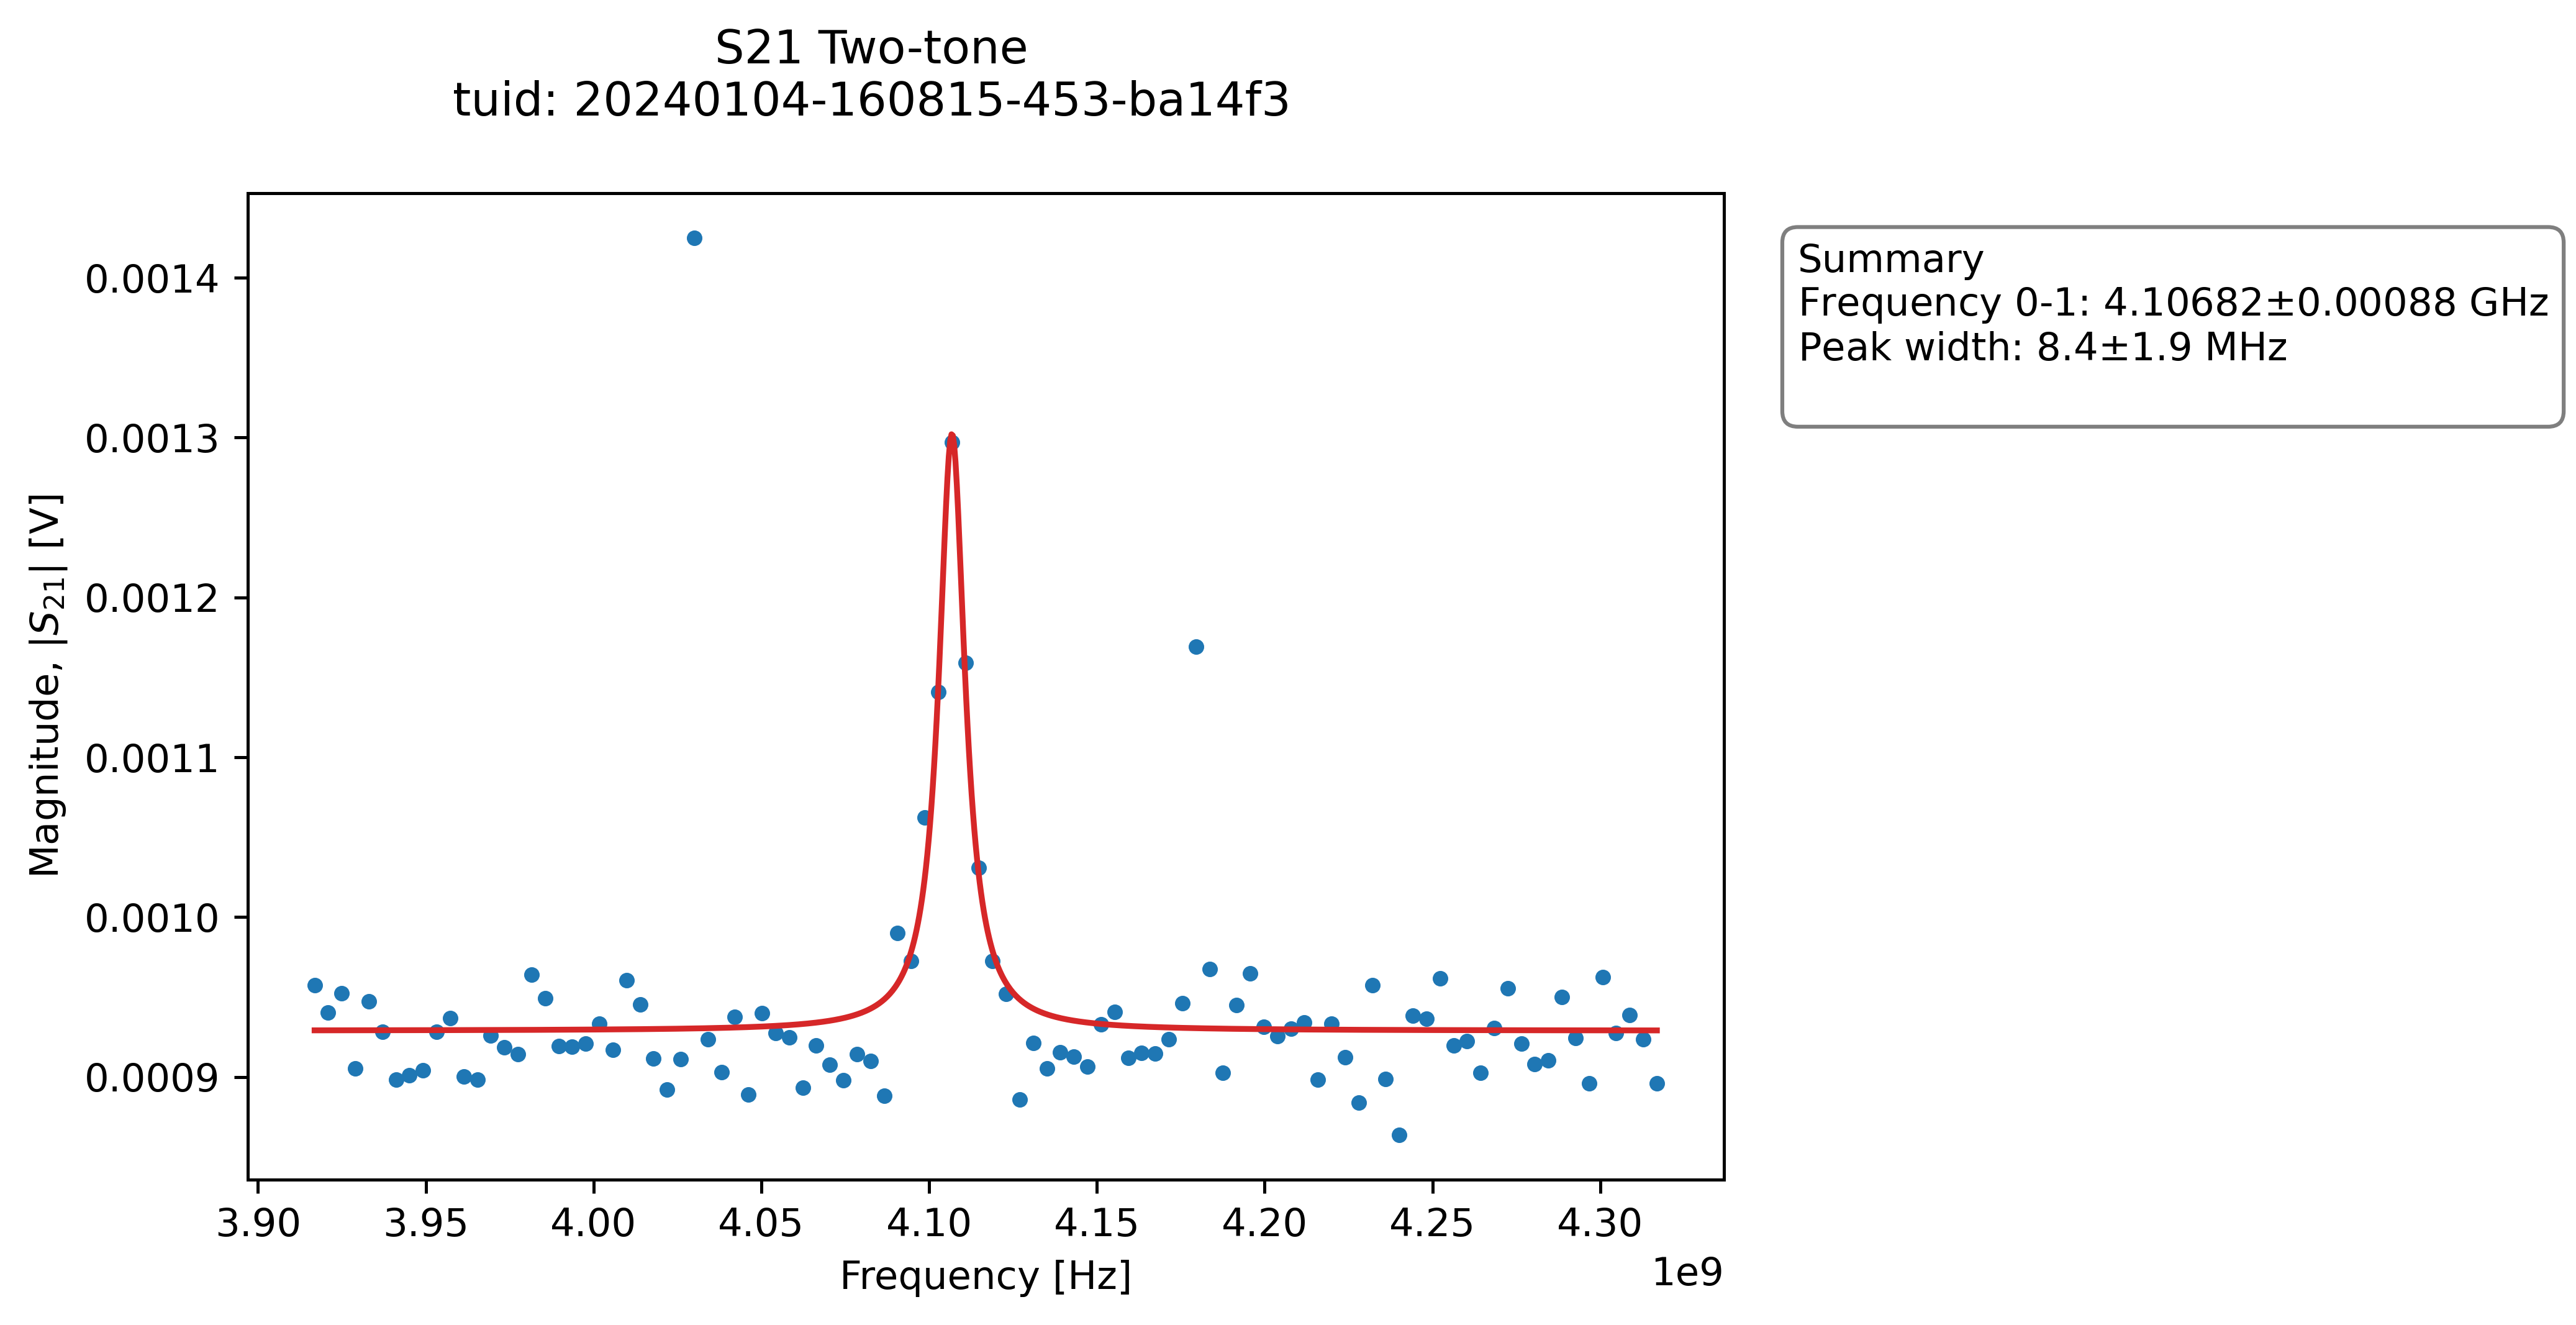 S21 Two-tone
tuid: 20240104-160815-453-ba14f3
Summary
Frequency 0-1: 4.10682±0.00088 GHz
Peak width: 8.4±1.9 MHz
Magnitude, |S21| [V]
0.0014
0.0013
0.0012
0.0011
0.0010
0.0009
3.90 3.95 4.00 4.05 4.10 4.15 4.20 4.25 4.30
1e9
Frequency [Hz]